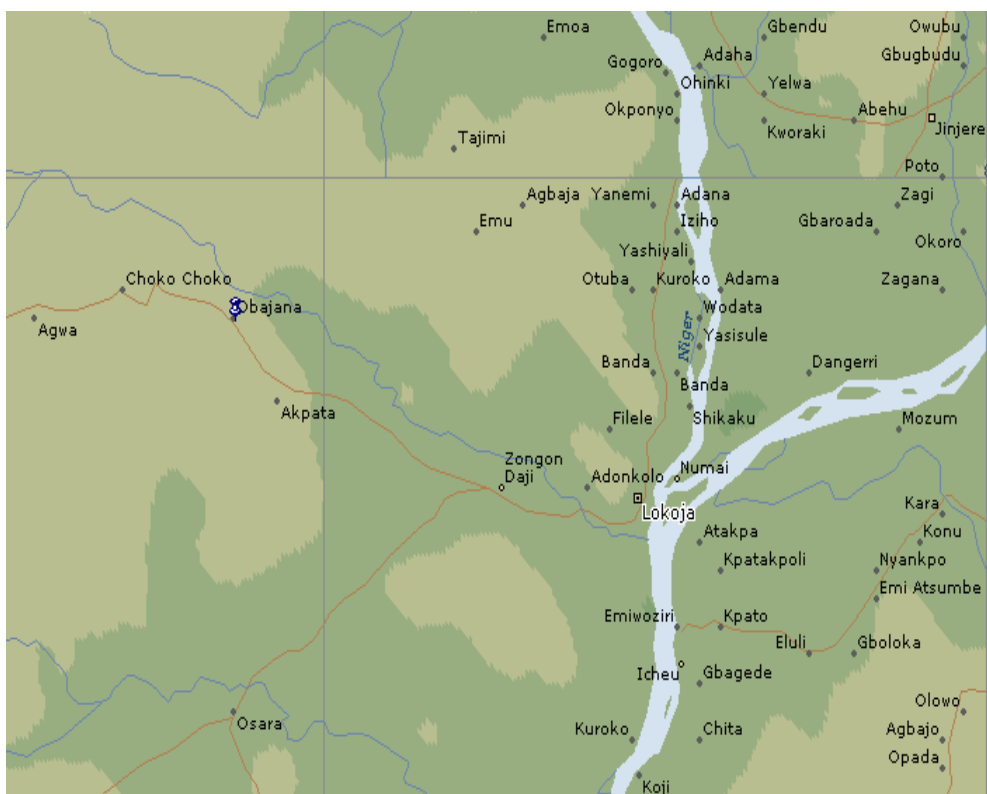 Emoa
Gbendu
Owubu
Gogoro
Adaha
Gbugbudu
Ohinki
Yelwa
Okponyo
Abehu
Kworaki
Jinjere
Tajimi
Poto
Agbaja
Yanemi
Adana
Zagi
Emu
Iziho
Gbaroada
Okoro
Yashiyali
Choko Choko
Otuba
Kuroko
Adama
Zagana
Obajana
Wodata
Agwa
Niger
Yasisule
Banda
Banda
Dangerri
Akpata
Filele
Shikaku
Mozum
Zongon
Daji
Adonkolo
Numai
Lokoja
Kara
Atakpa
Konu
Kpatakpoli
Nyankpo
Emi Atsumbe
Emiwoziri
Kpato
Eluli
Gboloka
Icheu
Gbagede
Osara
Olowo
Kuroko
Chita
Agbajo
Opada
Koji